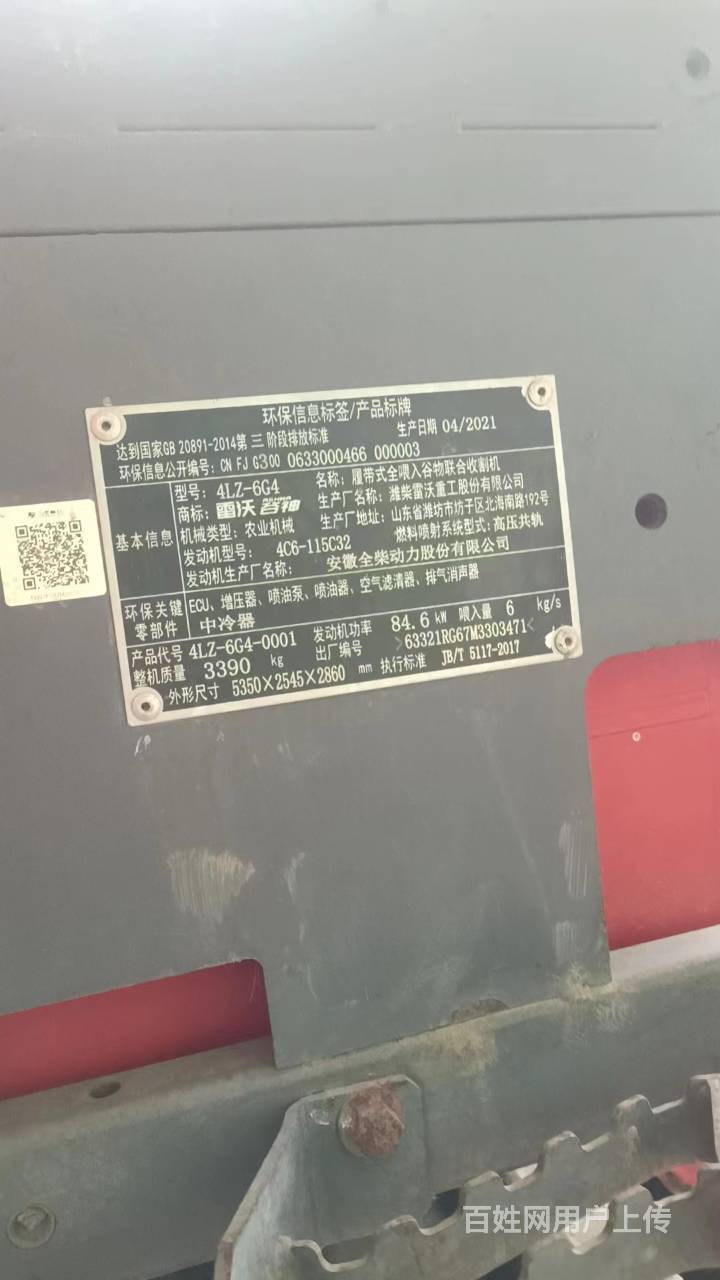 环保信息标签/产品标牌
达到国家GB 20891-2014第 三 阶段排放标准 生产日期 04/2021
环保信息公开编号: CN FJ G300 0633000466 000003
基本信息
型号: 4LZ-6G4 名称: 履带式全喂入谷物联合收割机
商标: 雷沃 谷神 生产厂名称: 潍柴雷沃重工股份有限公司
机械类型: 农业机械 生产厂地址: 山东省潍坊市坊子区北海南路192号
发动机型号: 4C6-115C32 燃料喷射系统型式: 高压共轨
发动机生产厂名称: 安徽全柴动力股份有限公司
环保关键零部件
ECU、增压器、喷油泵、喷油器、空气滤清器、排气消声器
中冷器
产品代号 4LZ-6G4-0001 发动机功率 84.6 kW 喂入量 6 kg/s
整机质量 3390 kg 出厂编号 63321RG67M3303471
外形尺寸 5350×2545×2860 mm 执行标准 JB/T 5117-2017
百姓网用户上传